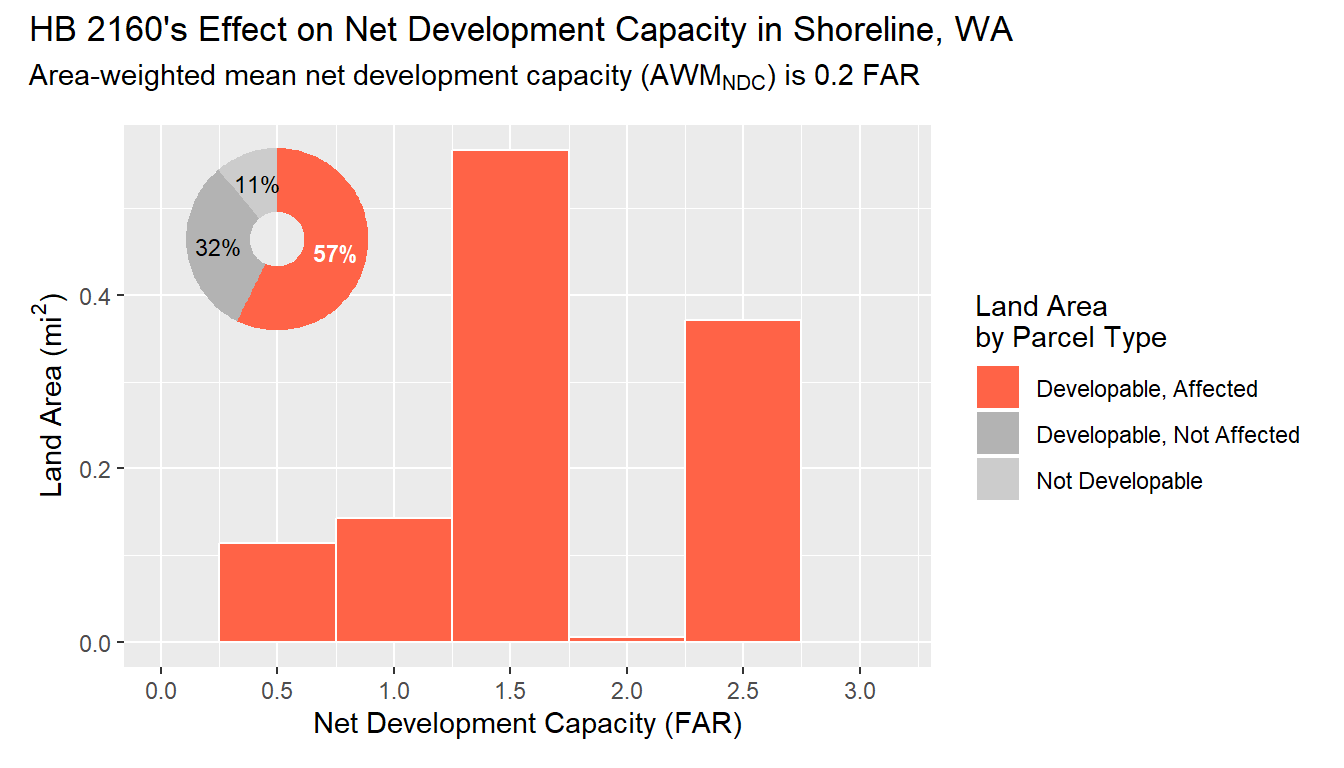 HB 2160's Effect on Net Development Capacity in Shoreline, WA
Area-weighted mean net development capacity (AWM_NDC) is 0.2 FAR
11%
32%
57%
0.4
0.2
0.0
Land Area (mi²)
0.0 0.5 1.0 1.5 2.0 2.5 3.0
Net Development Capacity (FAR)
Land Area
by Parcel Type
Developable, Affected
Developable, Not Affected
Not Developable